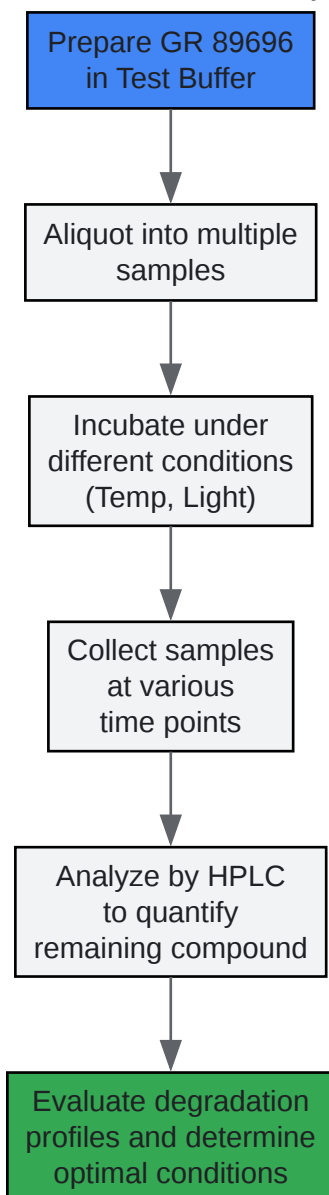 Prepare GR 89696
in Test Buffer
Aliquot into multiple
samples
Incubate under
different conditions
(Temp, Light)
Collect samples
at various
time points
Analyze by HPLC
to quantify
remaining compound
Evaluate degradation
profiles and determine
optimal conditions